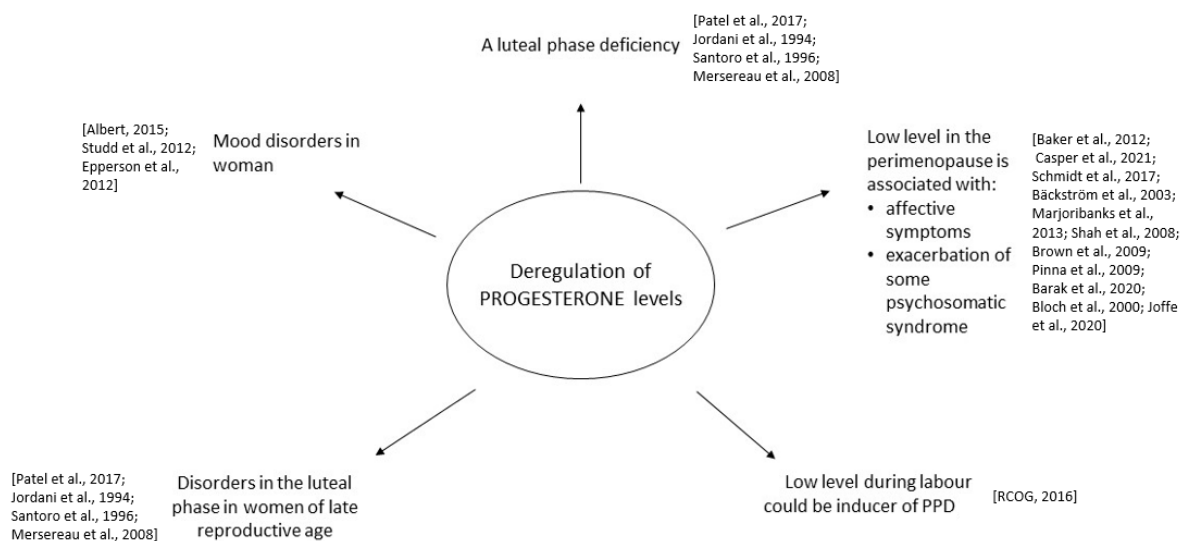 A luteal phase deficiency
[Patel et al., 2017;
Jordani et al., 1994;
Santoro et al., 1996;
Mersereau et al., 2008]
[Albert, 2015;
Studd et al., 2012;
Epperson et al.,
2012]
Mood disorders in
woman
Low level in the
perimenopause is
associated with:
• affective
symptoms
• exacerbation of
some
psychosomatic
syndrome
[Baker et al., 2012;
Casper et al., 2021;
Schmidt et al., 2017;
Bäckström et al., 2003;
Marjoribanks et al.,
2013; Shah et al., 2008;
Brown et al., 2009;
Pinna et al., 2009;
Barak et al., 2020;
Bloch et al., 2000; Joffe
et al., 2020]
Deregulation of
PROGESTERONE levels
[Patel et al., 2017;
Jordani et al., 1994;
Santoro et al., 1996;
Mersereau et al., 2008]
Disorders in the luteal
phase in women of late
reproductive age
Low level during labour
could be inducer of PPD
[RCOG, 2016]